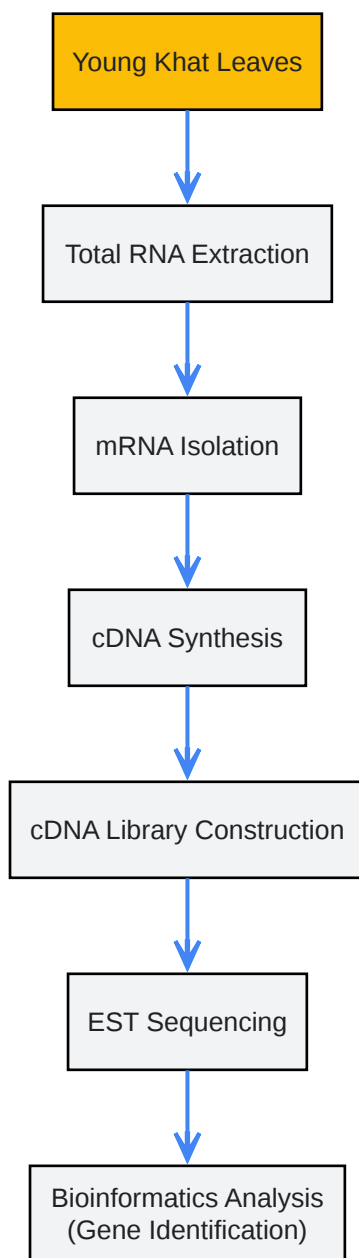 Young Khat Leaves
Total RNA Extraction
mRNA Isolation
cDNA Synthesis
cDNA Library Construction
EST Sequencing
Bioinformatics Analysis
(Gene Identification)